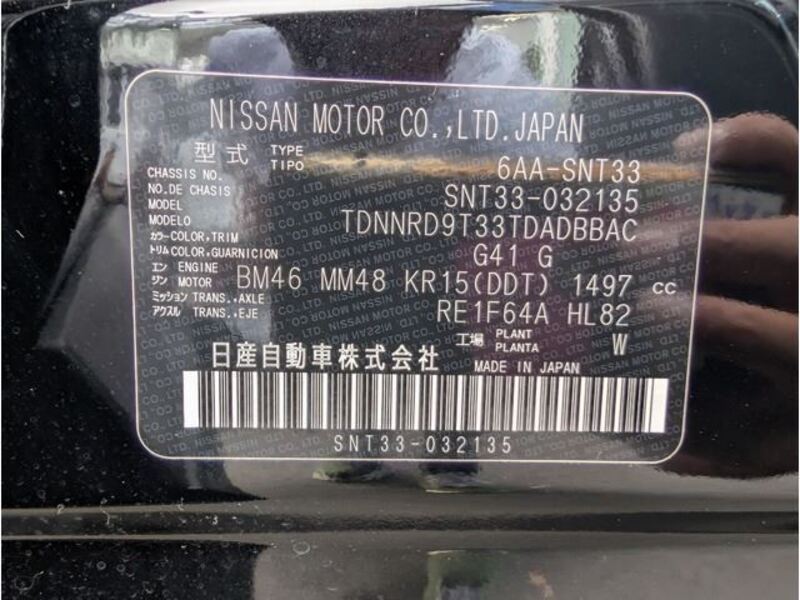 NISSAN MOTOR CO.,LTD.JAPAN
型式 TYPE TIPO 6AA-SNT33
CHASSIS NO. NO.DE CHASIS SNT33-032135
MODEL MODELO TDNNRD9T33TDADBBAC
カラー COLOR,TRIM トリム COLOR,GUARNICION G41 G
エンジン ENGINE MOTOR BM46 MM48 KR15(DDT) 1497 cc
ミッション TRANS.,AXLE アクスル TRANS.,EJE RE1F64A HL82
工場 PLANT PLANTA W
日産自動車株式会社 MADE IN JAPAN
SNT33-032135